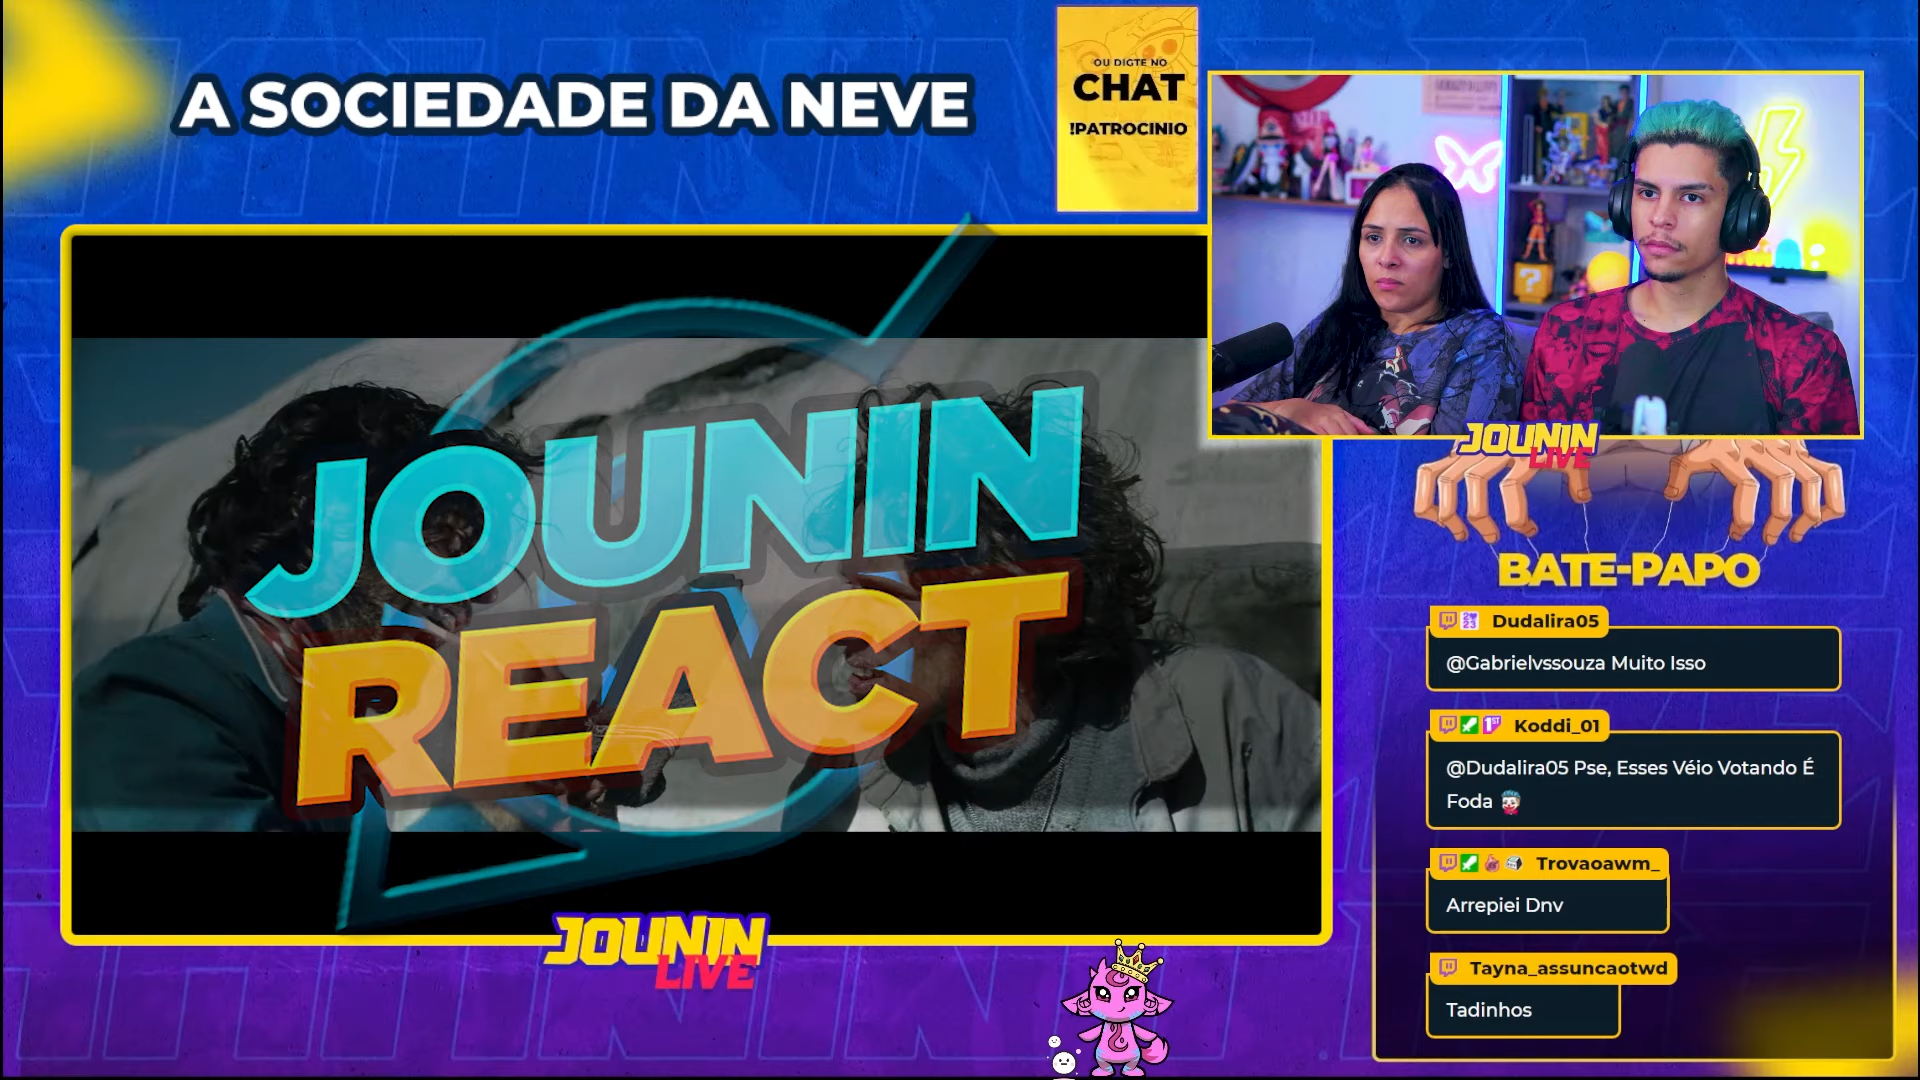 A SOCIEDADE DA NEVE
OU DIGTE NO
CHAT
!PATROCINIO
JOUNIN
REACT
JOUNIN
LIVE
JOUNIN
LIVE
BATE-PAPO
Dudalira05
@Gabrielvssouza Muito Isso
Koddi_01
@Dudalira05 Pse, Esses Véio Votando É
Foda
Trovaoawm_
Arrepiei Dnv
Tayna_assuncaotwd
Tadinhos